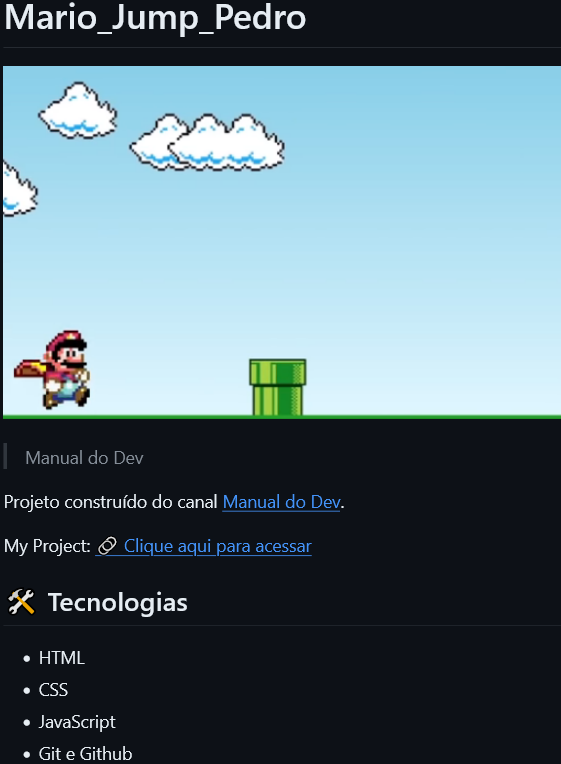 Mario_Jump_Pedro
Manual do Dev
Projeto construído do canal Manual do Dev.
My Project: 🔗 Clique aqui para acessar
🛠 Tecnologias
• HTML
• CSS
• JavaScript
• Git e Github